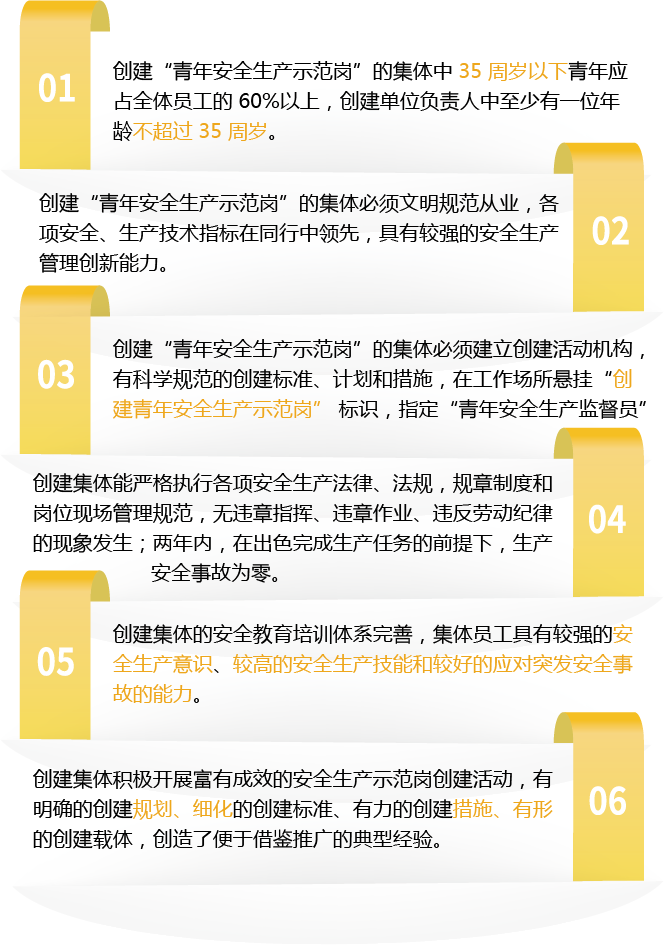 01
创建“青年安全生产示范岗”的集体中 35 周岁以下青年应
占全体员工的 60%以上，创建单位负责人中至少有一位年
龄不超过 35 周岁。
02
创建“青年安全生产示范岗”的集体必须文明规范从业，各
项安全、生产技术指标在同行中领先，具有较强的安全生产
管理创新能力。
03
创建“青年安全生产示范岗”的集体必须建立创建活动机构，
有科学规范的创建标准、计划和措施，在工作场所悬挂“创
建青年安全生产示范岗” 标识，指定“青年安全生产监督员”
04
创建集体能严格执行各项安全生产法律、法规，规章制度和
岗位现场管理规范，无违章指挥、违章作业、违反劳动纪律
的现象发生；两年内，在出色完成生产任务的前提下，生产
安全事故为零。
05
创建集体的安全教育培训体系完善，集体员工具有较强的安
全生产意识、较高的安全生产技能和较好的应对突发安全事
故的能力。
06
创建集体积极开展富有成效的安全生产示范岗创建活动，有
明确的创建规划、细化的创建标准、有力的创建措施、有形
的创建载体，创造了便于借鉴推广的典型经验。